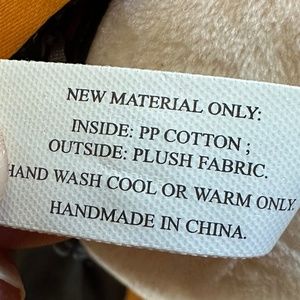 NEW MATERIAL ONLY:
INSIDE: PP COTTON ;
OUTSIDE: PLUSH FABRIC.
HAND WASH COOL OR WARM ONLY.
HANDMADE IN CHINA.